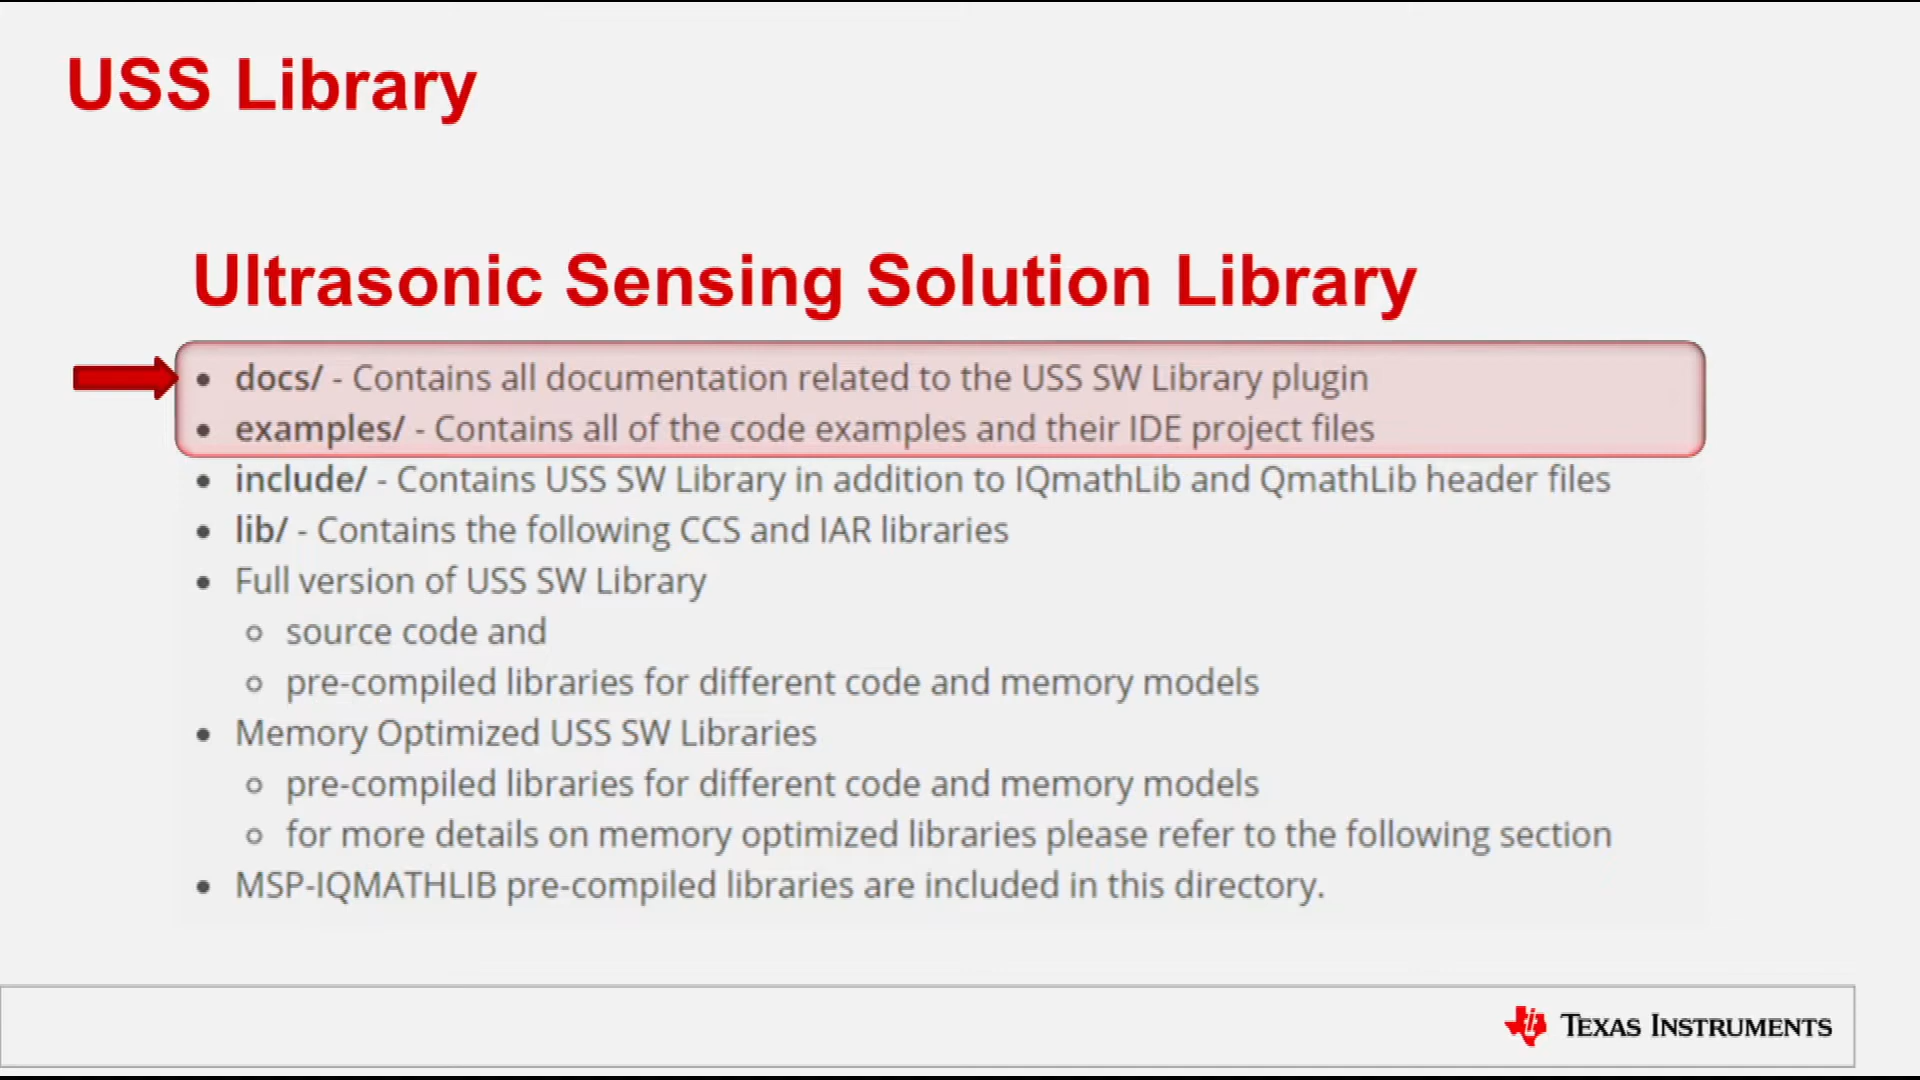 USS Library
Ultrasonic Sensing Solution Library
• docs/ - Contains all documentation related to the USS SW Library plugin
• examples/ - Contains all of the code examples and their IDE project files
• include/ - Contains USS SW Library in addition to IQmathLib and QmathLib header files
• lib/ - Contains the following CCS and IAR libraries
• Full version of USS SW Library
○ source code and
○ pre-compiled libraries for different code and memory models
• Memory Optimized USS SW Libraries
○ pre-compiled libraries for different code and memory models
○ for more details on memory optimized libraries please refer to the following section
• MSP-IQMATHLIB pre-compiled libraries are included in this directory.
TEXAS INSTRUMENTS